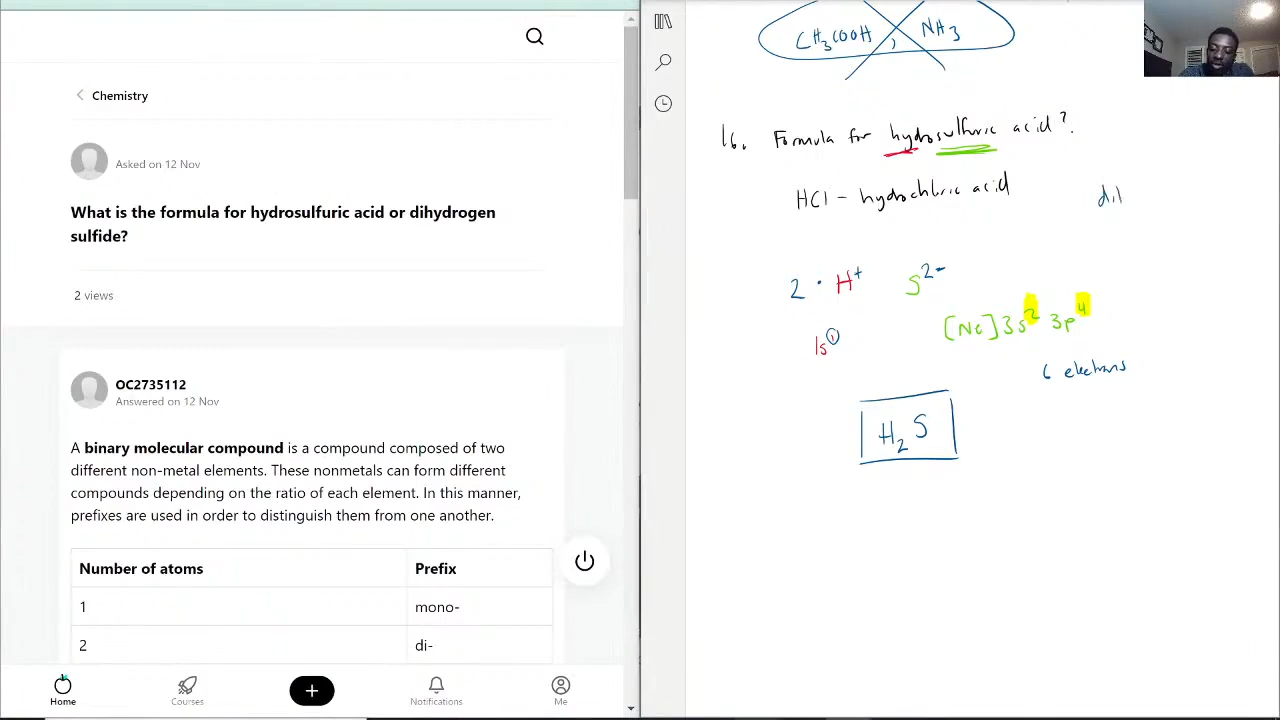 Chemistry
Asked on 12 Nov
What is the formula for hydrosulfuric acid or dihydrogen
sulfide?
2 views
OC2735112
Answered on 12 Nov
A binary molecular compound is a compound composed of two
different non-metal elements. These nonmetals can form different
compounds depending on the ratio of each element. In this manner,
prefixes are used in order to distinguish them from one another.
Number of atoms Prefix
1 mono-
2 di-
Home Courses Notifications Me
CH₃COOH, NH₃
16. Formula for hydrosulfuric acid?
HCl - hydrochloric acid
2 · H⁺ S²⁻
[Ne]3s² 3p⁴
1s¹
6 electrons
H₂S